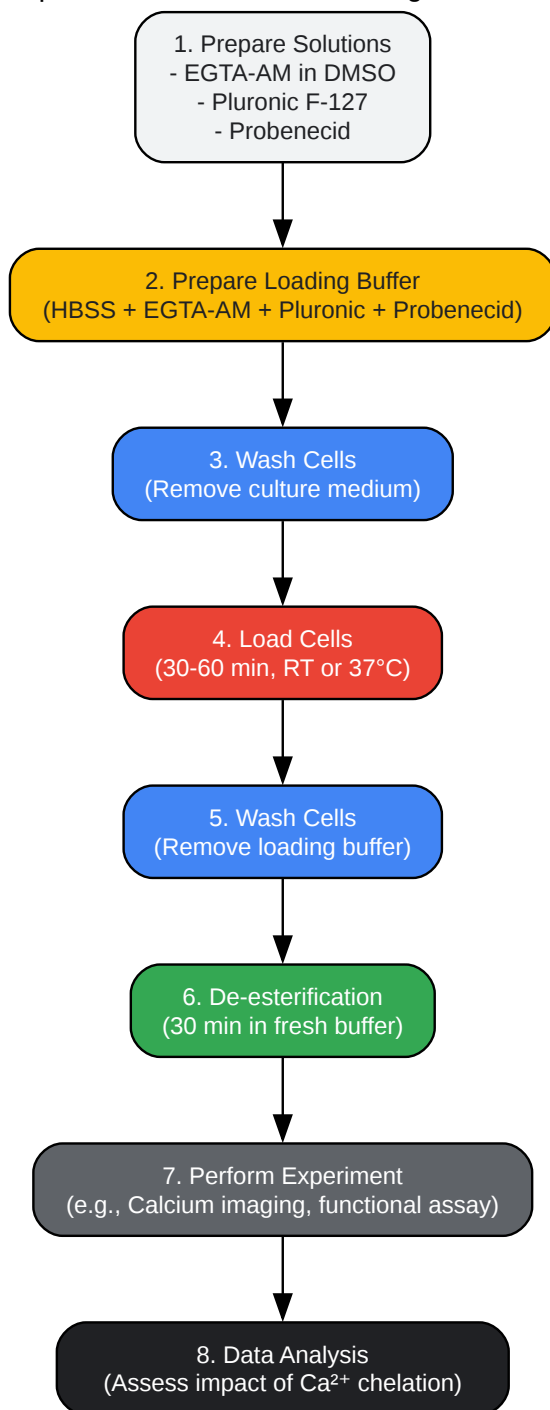 1. Prepare Solutions
- EGTA-AM in DMSO
- Pluronic F-127
- Probenecid
2. Prepare Loading Buffer
(HBSS + EGTA-AM + Pluronic + Probenecid)
3. Wash Cells
(Remove culture medium)
4. Load Cells
(30-60 min, RT or 37°C)
5. Wash Cells
(Remove loading buffer)
6. De-esterification
(30 min in fresh buffer)
7. Perform Experiment
(e.g., Calcium imaging, functional assay)
8. Data Analysis
(Assess impact of Ca²⁺ chelation)